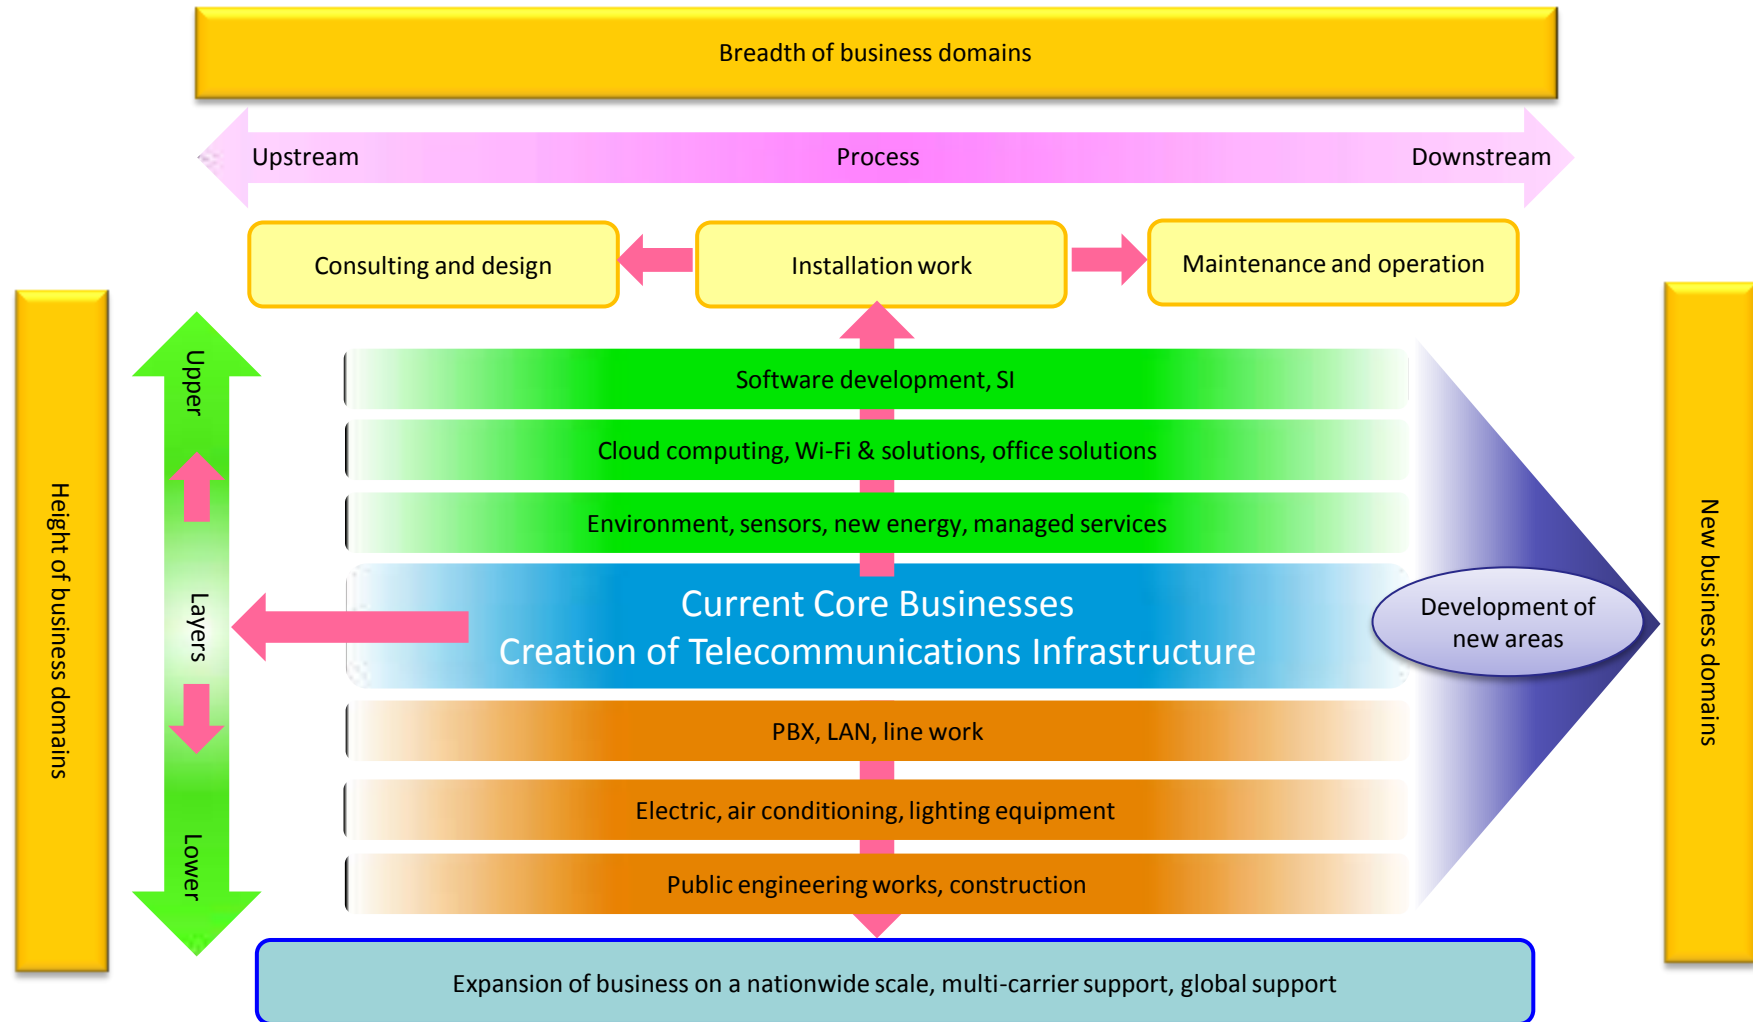 Breadth of business domains
Upstream
Process
Downstream
Consulting and design
Installation work
Maintenance and operation
Height of business domains
Upper
Layers
Lower
Software development, SI
Cloud computing, Wi-Fi & solutions, office solutions
Environment, sensors, new energy, managed services
Current Core Businesses
Creation of Telecommunications Infrastructure
PBX, LAN, line work
Electric, air conditioning, lighting equipment
Public engineering works, construction
Development of
new areas
New business domains
Expansion of business on a nationwide scale, multi-carrier support, global support